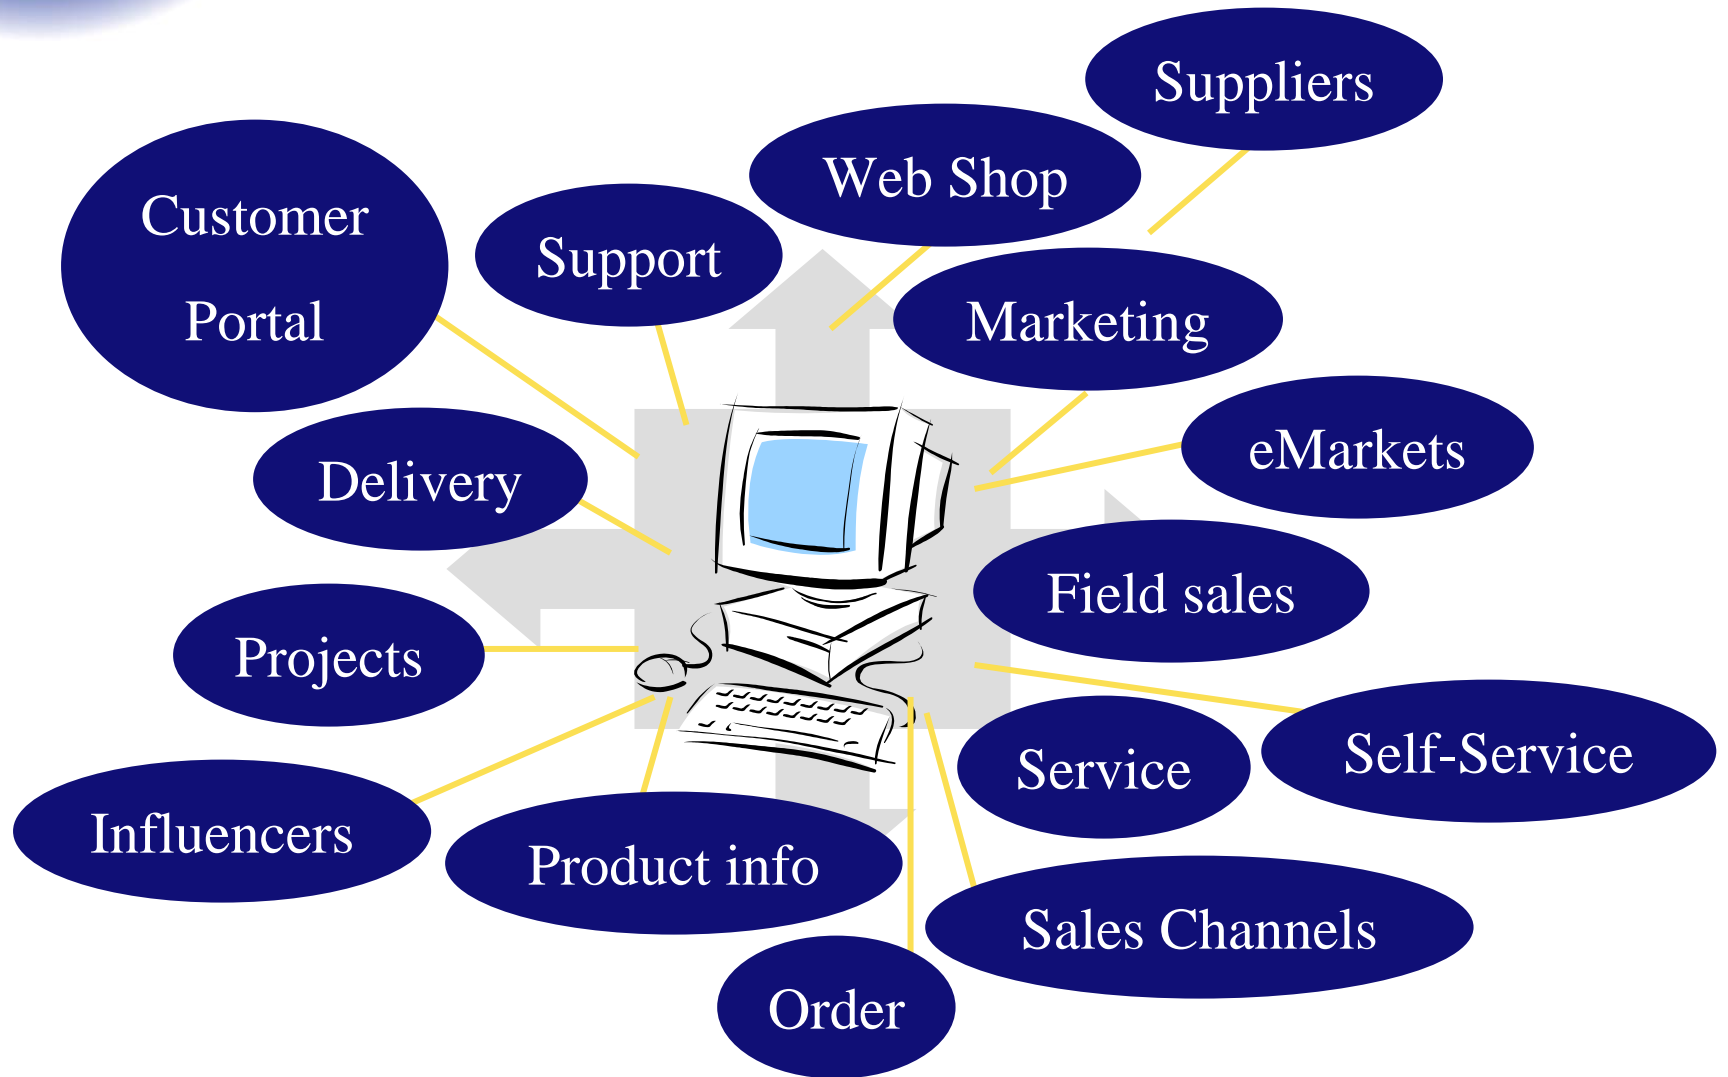 Suppliers
Web Shop
Customer
Portal
Support
Marketing
eMarkets
Delivery
Field sales
Projects
Self-Service
Service
Influencers
Product info
Sales Channels
Order